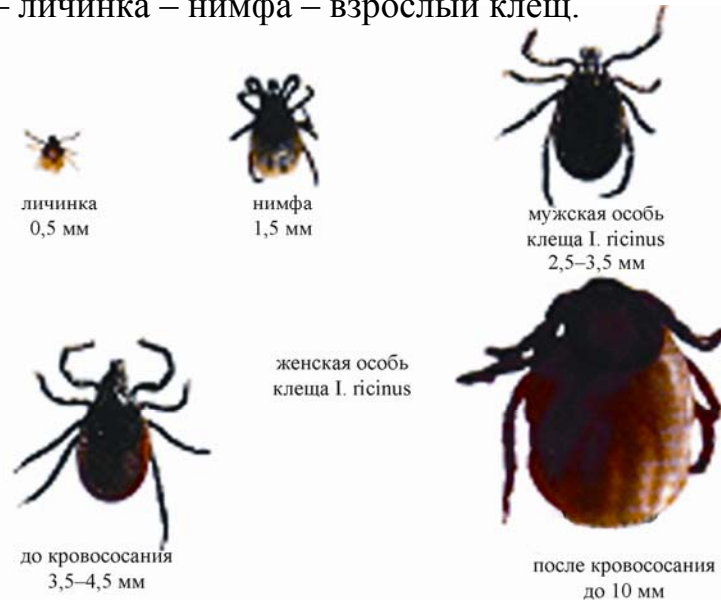 – личинка – нимфа – взрослый клещ.
личинка
0,5 мм
нимфа
1,5 мм
мужская особь
клеща I. ricinus
2,5–3,5 мм
женская особь
клеща I. ricinus
до кровососания
3,5–4,5 мм
после кровососания
до 10 мм